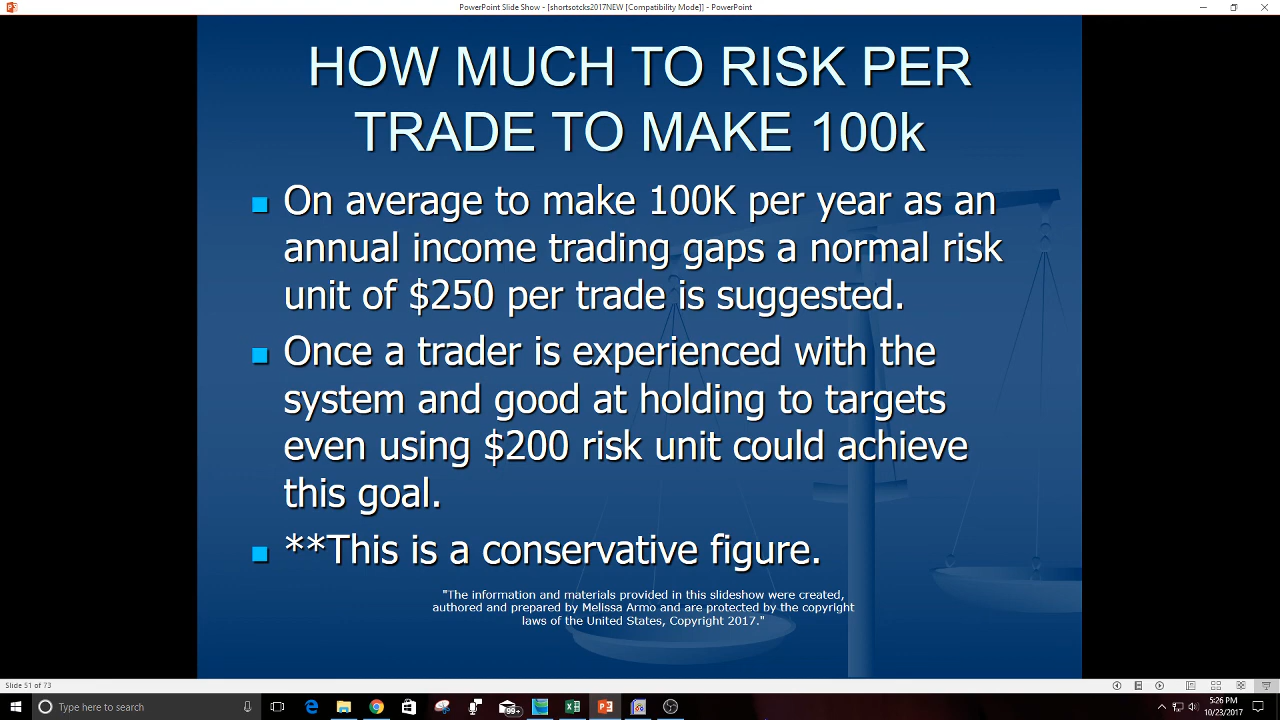 PowerPoint Slide Show - [shortsotcks2017NEW [Compatibility Mode]] - PowerPoint
HOW MUCH TO RISK PER
TRADE TO MAKE 100k
On average to make 100K per year as an
annual income trading gaps a normal risk
unit of $250 per trade is suggested.
Once a trader is experienced with the
system and good at holding to targets
even using $200 risk unit could achieve
this goal.
**This is a conservative figure.
"The information and materials provided in this slideshow were created,
authored and prepared by Melissa Armo and are protected by the copyright
laws of the United States, Copyright 2017."
Slide 51 of 73
Type here to search
99+
5:26 PM
10/23/2017